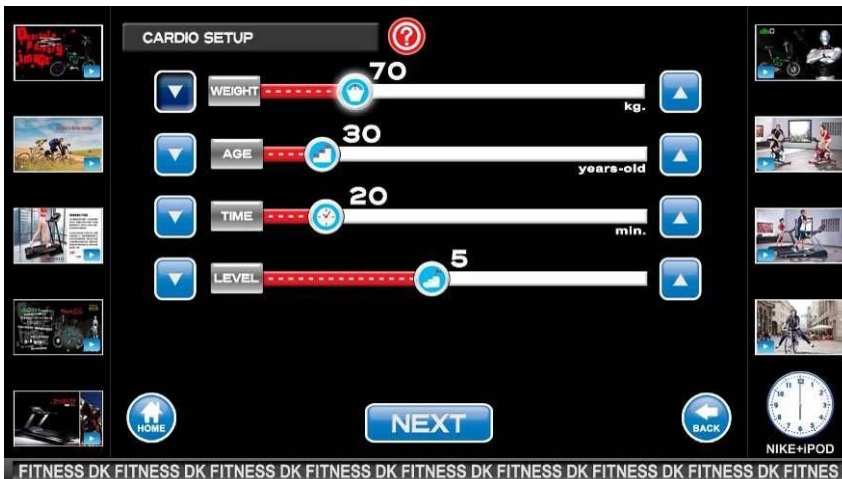 CARDIO SETUP
?
70
WEIGHT
kg.
30
AGE
years-old
20
TIME
min.
5
LEVEL
HOME
NEXT
BACK
NIKE+iPOD
FITNESS DK FITNESS DK FITNESS DK FITNESS DK FITNESS DK FITNESS DK FITNESS DK FITNESS DK FITNES